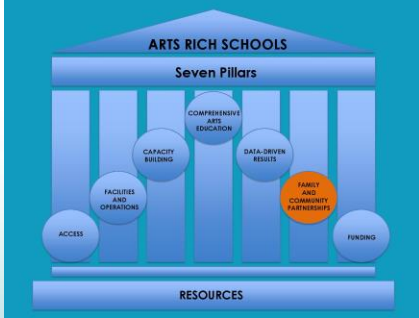 ARTS RICH SCHOOLS
Seven Pillars
COMPREHENSIVE
ARTS
EDUCATION
CAPACITY
BUILDING
DATA-DRIVEN
RESULTS
FACILITIES
AND
OPERATIONS
FAMILY
AND
COMMUNITY
PARTNERSHIPS
ACCESS
FUNDING
RESOURCES